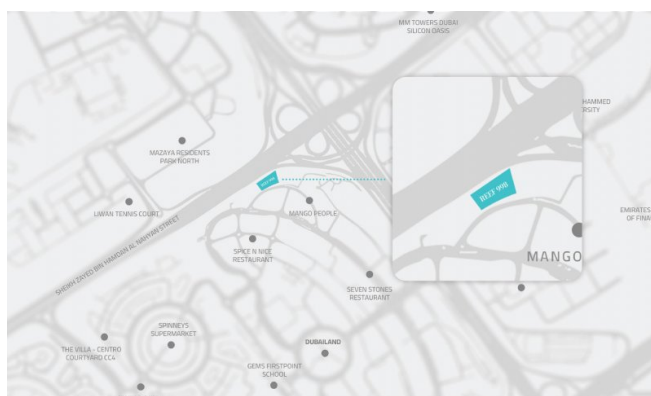 MM TOWERS DUBAI
SILICON OASIS
HAMMED
RSITY
MAZAYA RESIDENTS
PARK NORTH
LIWAN TENNIS COURT
MANGO PEOPLE
EMIRATES
OF FINA
SHEIKH ZAYED BIN HAMDAN AL NAHYAN STREET
SPICE N NICE
RESTAURANT
MANGO
SEVEN STONES
RESTAURANT
SPINNEYS
SUPERMARKET
THE VILLA - CENTRO
COURTYARD CC4
DUBAILAND
GEMS FIRSTPOINT
SCHOOL